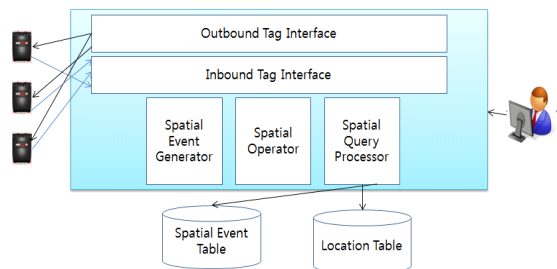 Outbound Tag Interface
Inbound Tag Interface
Spatial
Event
Generator
Spatial
Operator
Spatial
Query
Processor
Spatial Event
Table
Location Table